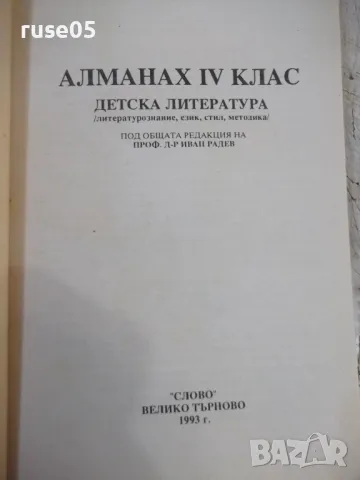 ruse05
АЛМАНАХ IV КЛАС
ДЕТСКА ЛИТЕРАТУРА
/литературознание, език, стил, методика/
ПОД ОБЩАТА РЕДАКЦИЯ НА
ПРОФ. Д-Р ИВАН РАДЕВ
"СЛОВО"
ВЕЛИКО ТЪРНОВО
1993 г.
BAZAR